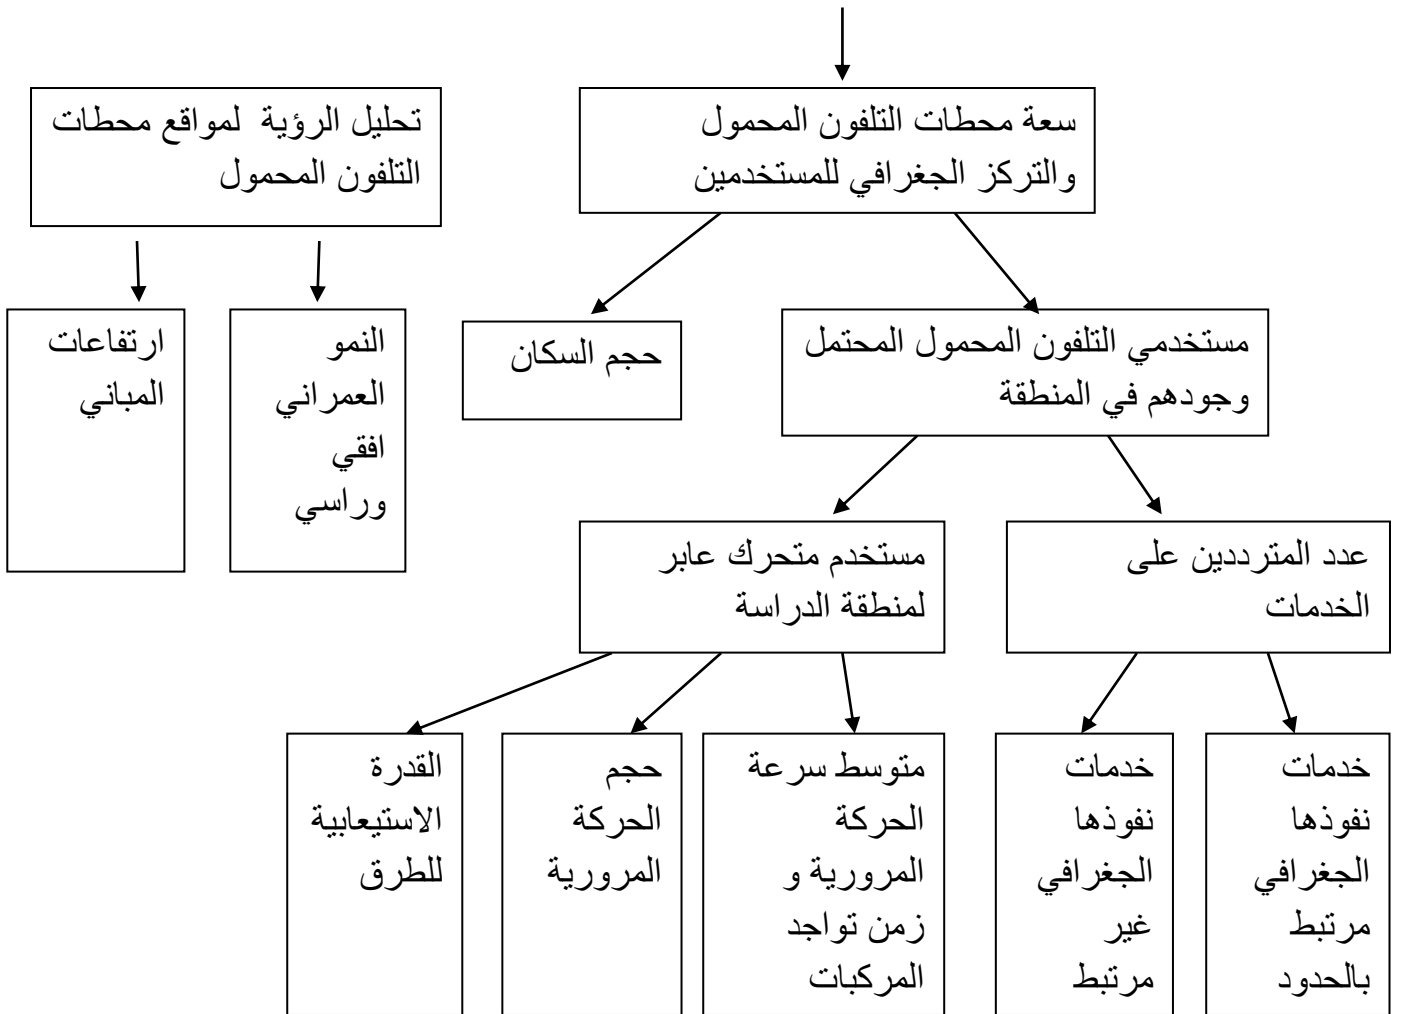 سعة محطات التلفون المحمول
والتركز الجغرافي للمستخدمين
تحليل الرؤية لمواقع محطات
التلفون المحمول
مستخدمي التلفون المحمول المحتمل
وجودهم في المنطقة
حجم السكان
النمو
العمراني
افقي
وراسي
ارتفاعات
المباني
عدد المترددين على
الخدمات
مستخدم متحرك عابر
لمنطقة الدراسة
خدمات
نفوذها
الجغرافي
مرتبط
بالحدود
خدمات
نفوذها
الجغرافي
غير
مرتبط
متوسط سرعة
الحركة
المرورية و
زمن تواجد
المركبات
حجم
الحركة
المرورية
القدرة
الاستيعابية
للطرق